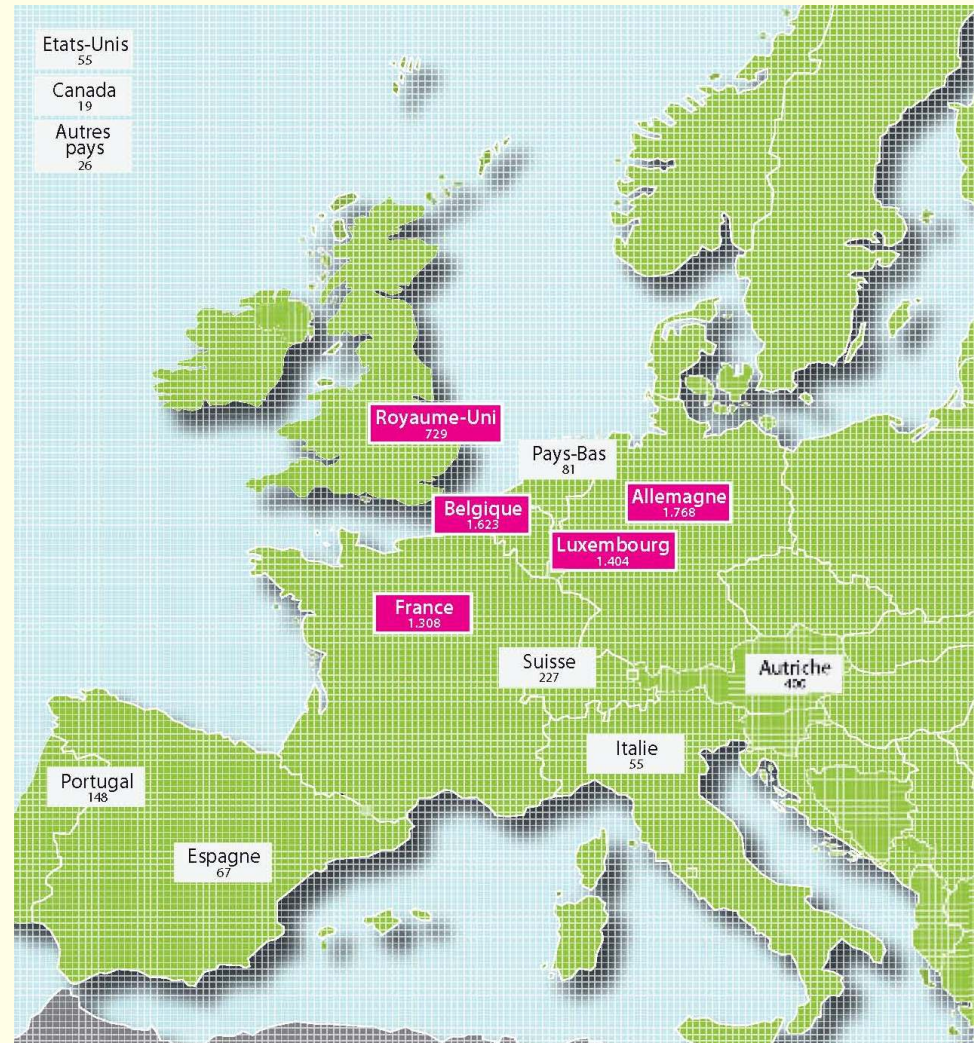 Etats-Unis
55
Canada
19
Autres
pays
26
Royaume-Uni
729
Pays-Bas
81
Allemagne
1.768
Belgique
1.623
Luxembourg
1.404
France
1.308
Suisse
227
Autriche
Italie
55
Portugal
148
Espagne
67